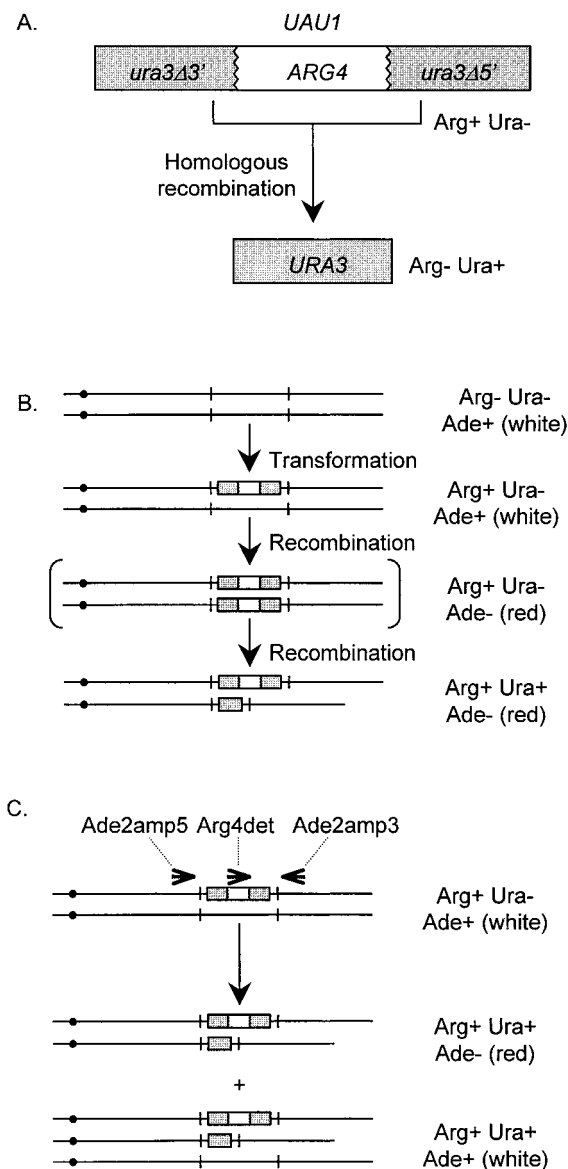 A.
UAU1
ura3Δ3' ARG4 ura3Δ5'
Arg+ Ura-
Homologous
recombination
URA3
Arg- Ura+
B.
Arg- Ura-
Ade+ (white)
Transformation
Arg+ Ura-
Ade+ (white)
Recombination
Arg+ Ura-
Ade- (red)
Recombination
Arg+ Ura+
Ade- (red)
C.
Ade2amp5 Arg4det Ade2amp3
Arg+ Ura-
Ade+ (white)
Arg+ Ura+
Ade- (red)
+
Arg+ Ura+
Ade+ (white)